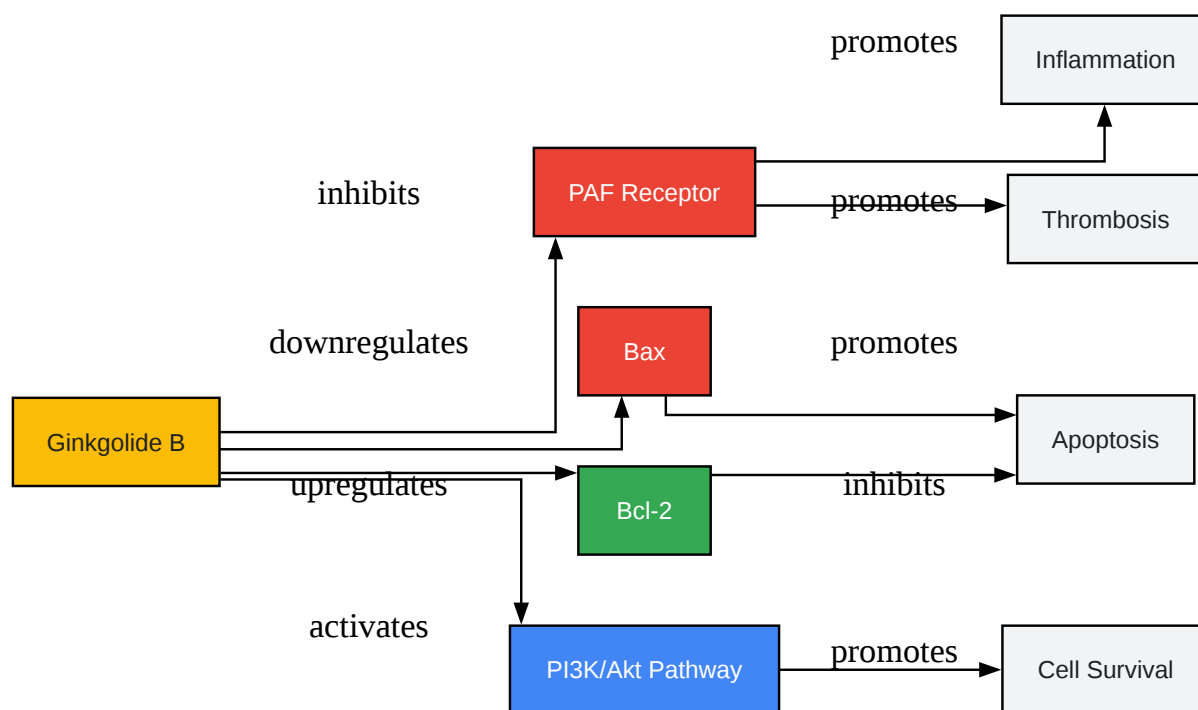 promotes
Inflammation
inhibits
PAF Receptor
promotes
Thrombosis
downregulates
Bax
promotes
Ginkgolide B
Apoptosis
upregulates
Bcl-2
inhibits
activates
PI3K/Akt Pathway
promotes
Cell Survival